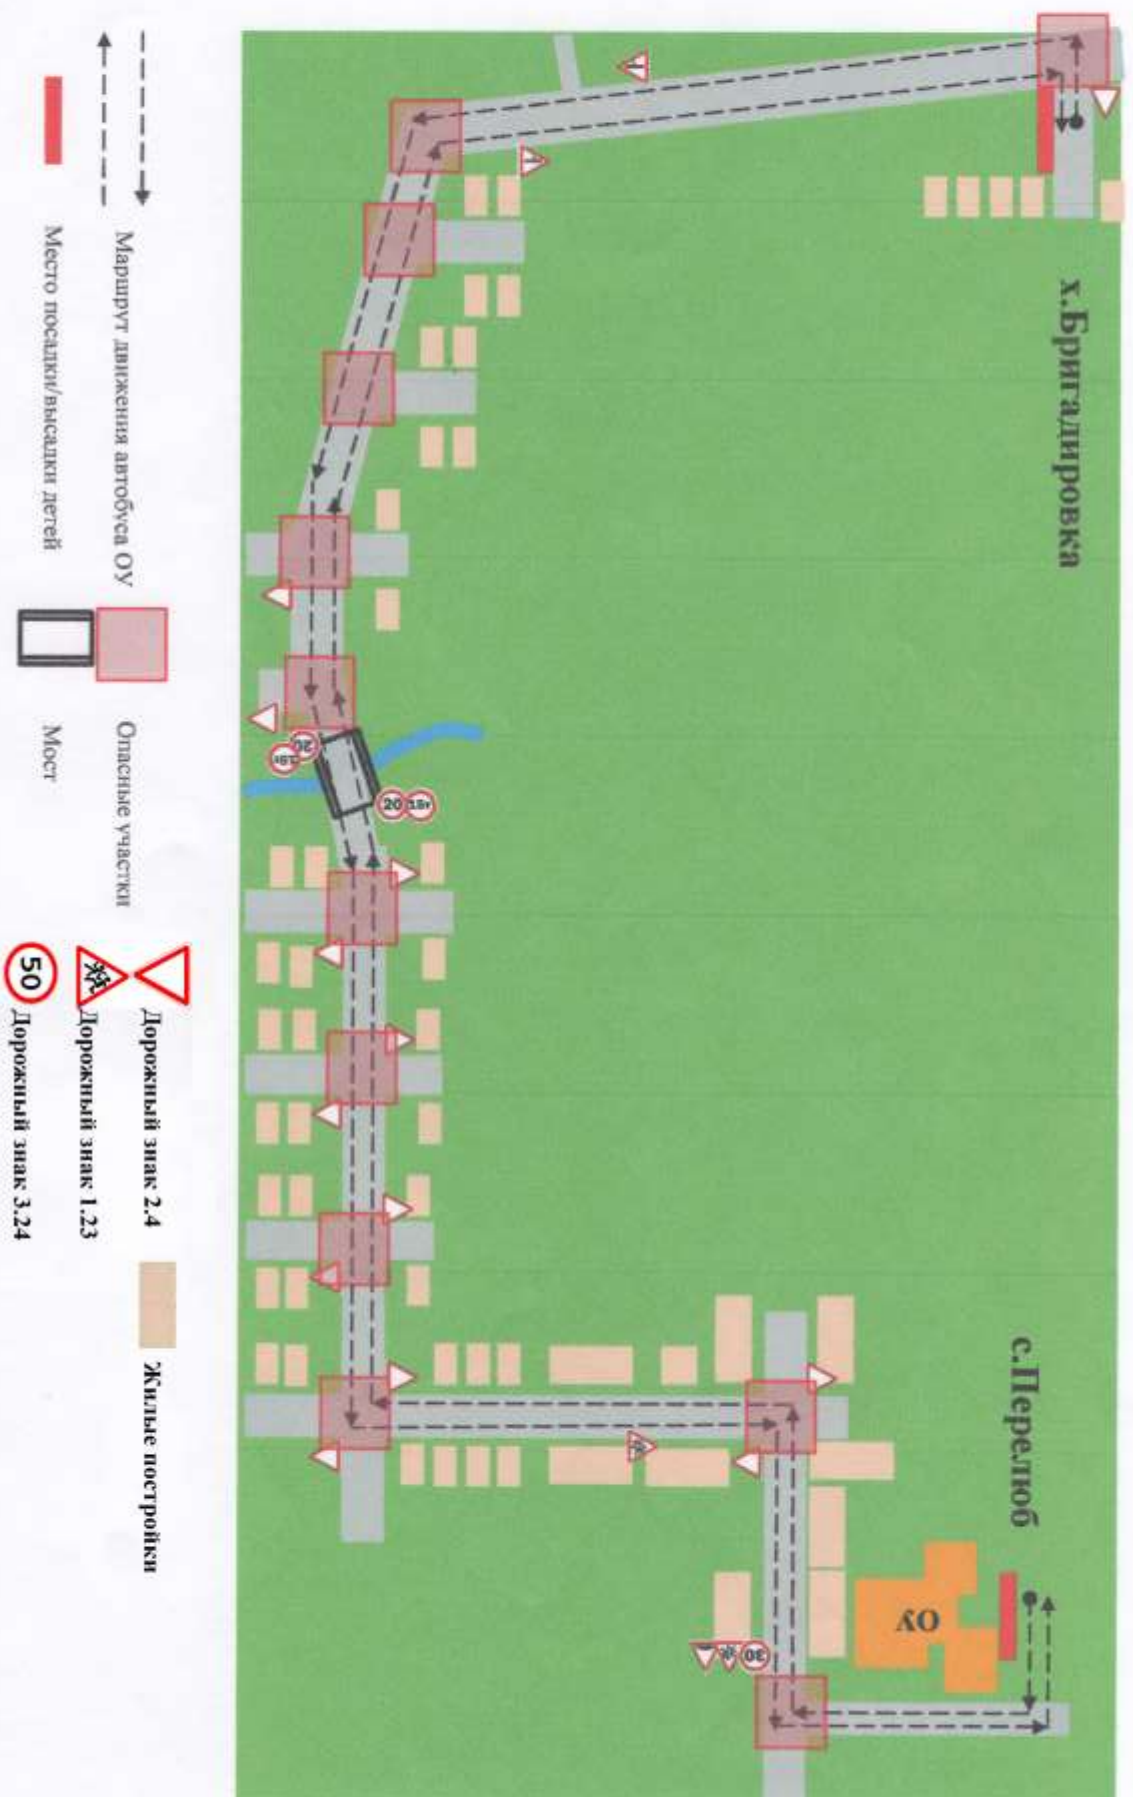 х.Бригадировка
с.Перелюб
ОУ
20
20
30
Маршрут движения автобуса ОУ
Место посадки/высадки детей
Опасные участки
Мост
Дорожный знак 2.4
Дорожный знак 1.23
50
Дорожный знак 3.24
Жилые постройки